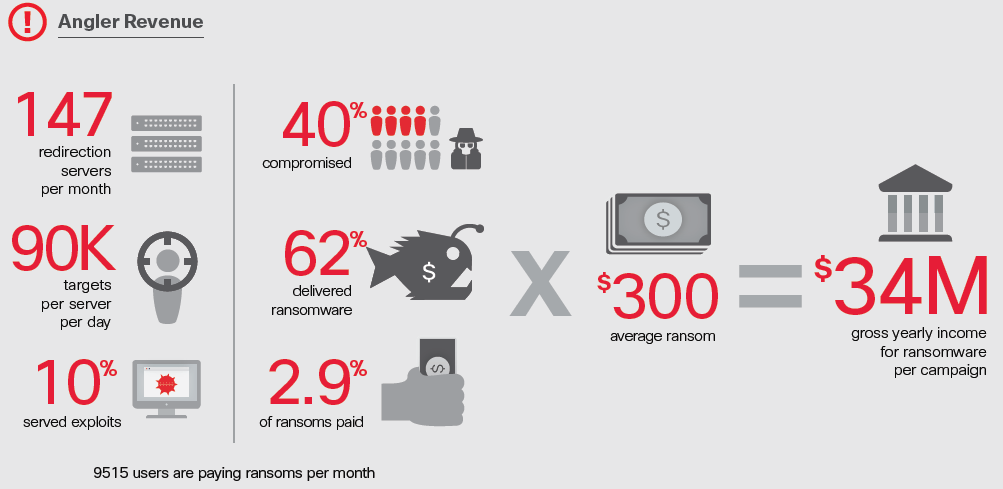 Angler Revenue
147
redirection
servers
per month
90K
targets
per server
per day
10%
served exploits
40%
compromised
62%
delivered
ransomware
$
2.9%
of ransoms paid
$
9515 users are paying ransoms per month
X
$
$300
average ransom
=
$34M
gross yearly income
for ransomware
per campaign